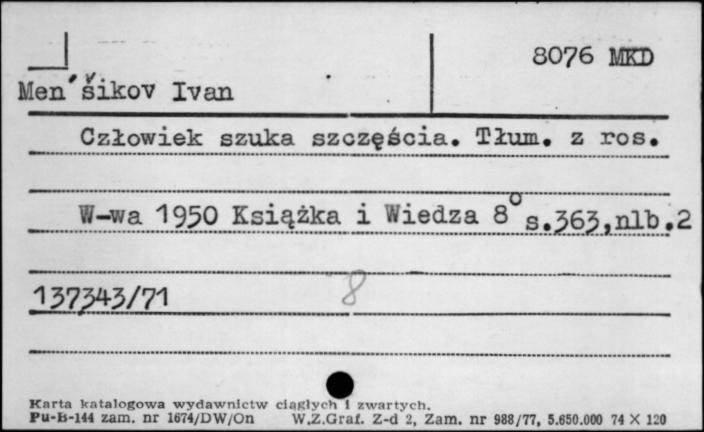 8076 MKD
Men'šikov Ivan
Człowiek szuka szczęścia. Tłum. z ros.
W-wa 1950 Książka i Wiedza 8° s.363,nlb.2
137343/71 8
Karta katalogowa wydawnictw ciągłych i zwartych.
Pu-B-144 zam. nr 1674/DW/On W.Z.Graf. Z-d 2, Zam. nr 988/77, 5.650.000 74 X 120